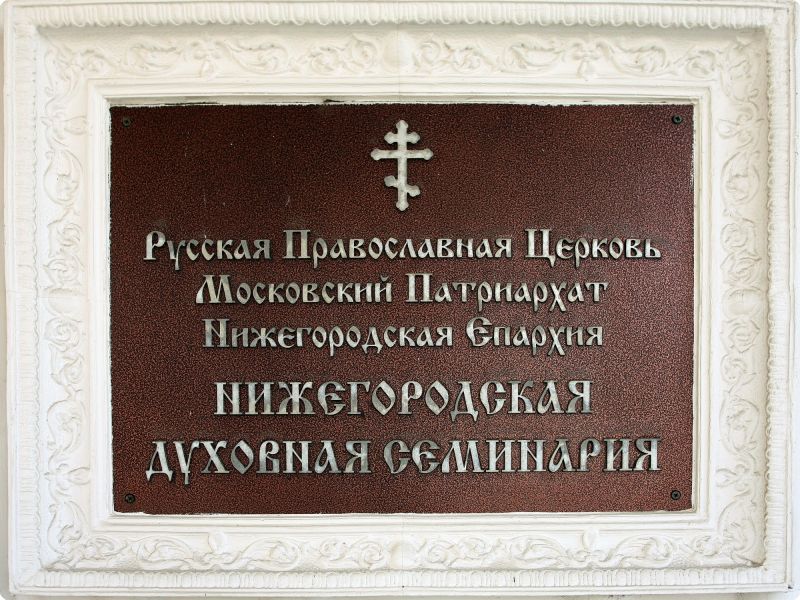 Русская Православная Церковь
Московский Патриархат
Нижегородская Епархия
НИЖЕГОРОДСКАЯ
ДУХОВНАЯ СЕМИНАРИЯ